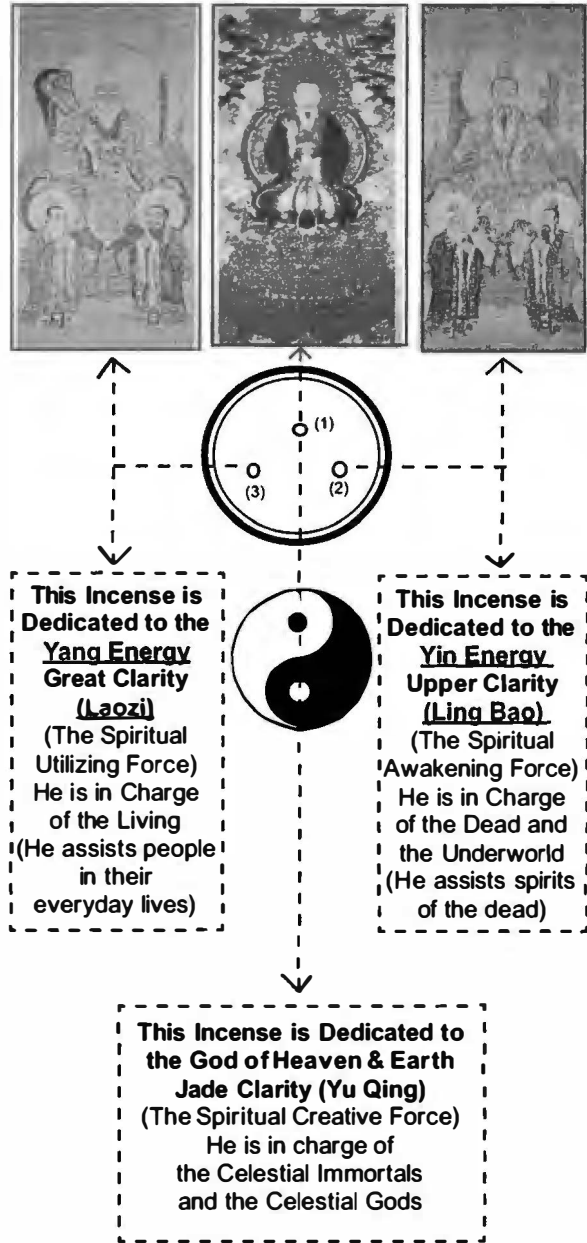 (1)
(3)
(2)
This Incense is
Dedicated to the
Yang Energy
Great Clarity
(Laozi)
(The Spiritual
Utilizing Force)
He is in Charge
of the Living
(He assists people
in their
everyday lives)
This Incense is
Dedicated to the
Yin Energy
Upper Clarity
(Ling Bao)
(The Spiritual
Awakening Force)
He is in Charge
of the Dead and
the Underworld
(He assists spirits
of the dead)
This Incense is Dedicated to
the God of Heaven & Earth
Jade Clarity (Yu Qing)
(The Spiritual Creative Force)
He is in charge of
the Celestial Immortals
and the Celestial Gods